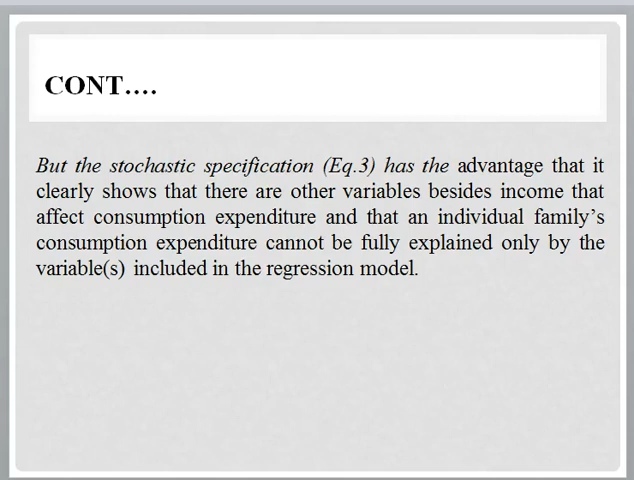 CONT....
But the stochastic specification (Eq.3) has the advantage that it
clearly shows that there are other variables besides income that
affect consumption expenditure and that an individual family's
consumption expenditure cannot be fully explained only by the
variable(s) included in the regression model.